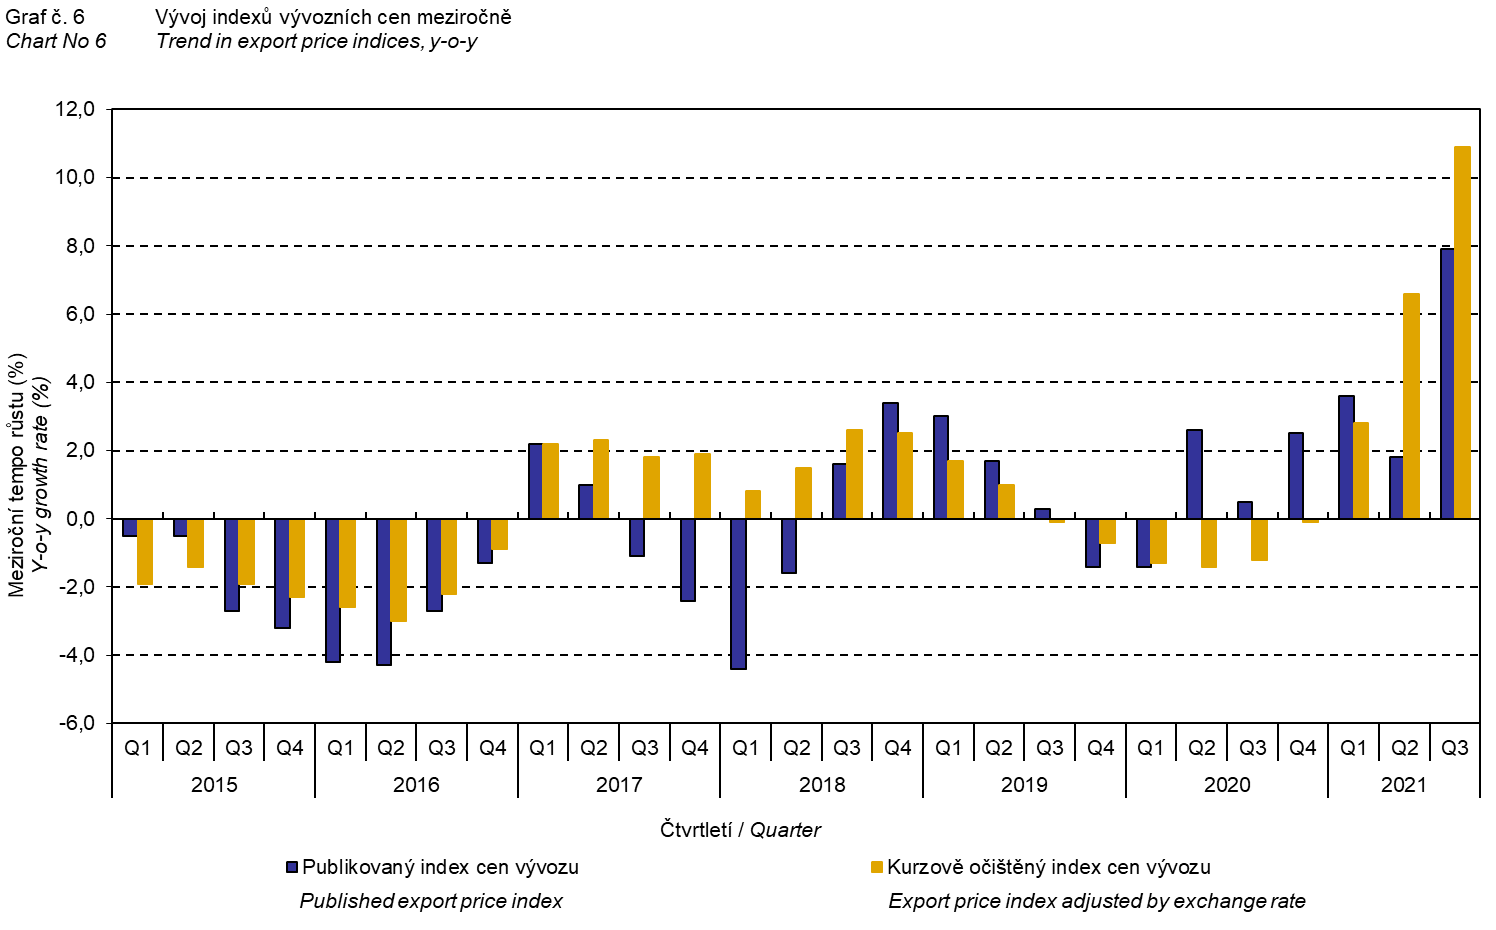 Graf č. 6 Vývoj indexů vývozních cen meziročně
Chart No 6 Trend in export price indices, y-o-y
12,0
10,0
8,0
6,0
4,0
2,0
0,0
-2,0
-4,0
-6,0
Meziroční tempo růstu (%)
Y-o-y growth rate (%)
Q1 Q2 Q3 Q4 Q1 Q2 Q3 Q4 Q1 Q2 Q3 Q4 Q1 Q2 Q3 Q4 Q1 Q2 Q3 Q4 Q1 Q2 Q3 Q4 Q1 Q2 Q3
2015 2016 2017 2018 2019 2020 2021
Čtvrtletí / Quarter
Publikovaný index cen vývozu Kurzově očištěný index cen vývozu
Published export price index Export price index adjusted by exchange rate